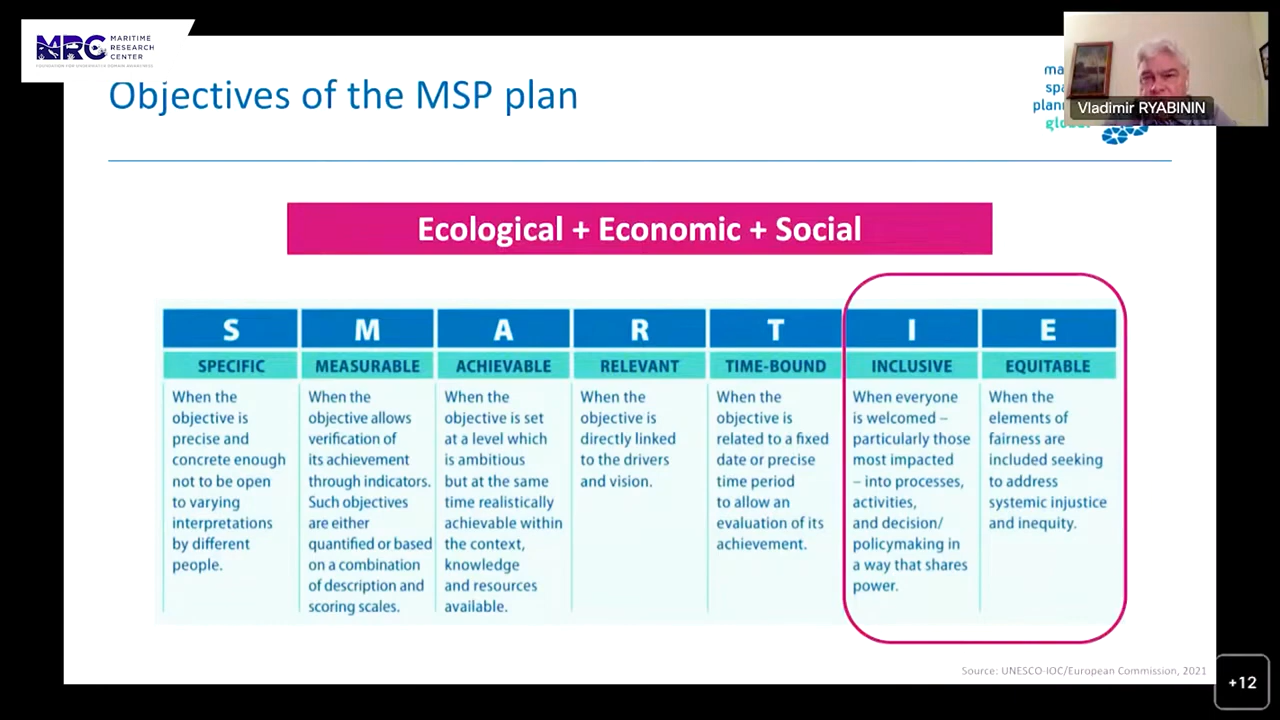 MRC
MARITIME
RESEARCH
CENTER
Objectives of the MSP plan
Vladimir RYABININ
Ecological + Economic + Social
S
SPECIFIC
When the
objective is
precise and
concrete enough
not to be open
to varying
interpretations
by different
people.
M
MEASURABLE
When the
objective allows
verification of
its achievement
through indicators.
Such objectives
are either
quantified or based
on a combination
of description and
scoring scales.
A
ACHIEVABLE
When the
objective is set
at a level which
is ambitious
but at the same
time realistically
achievable within
the context,
knowledge
and resources
available.
R
RELEVANT
When the
objective is
directly linked
to the drivers
and vision.
T
TIME-BOUND
When the
objective is
related to a fixed
date or precise
time period
to allow an
evaluation of its
achievement.
I
INCLUSIVE
When everyone
is welcomed –
particularly those
most impacted
– into processes,
activities,
and decision/
policymaking in
a way that shares
power.
E
EQUITABLE
When the
elements of
fairness are
included seeking
to address
systemic injustice
and inequity.
Source: UNESCO-IOC/European Commission, 2021
+12